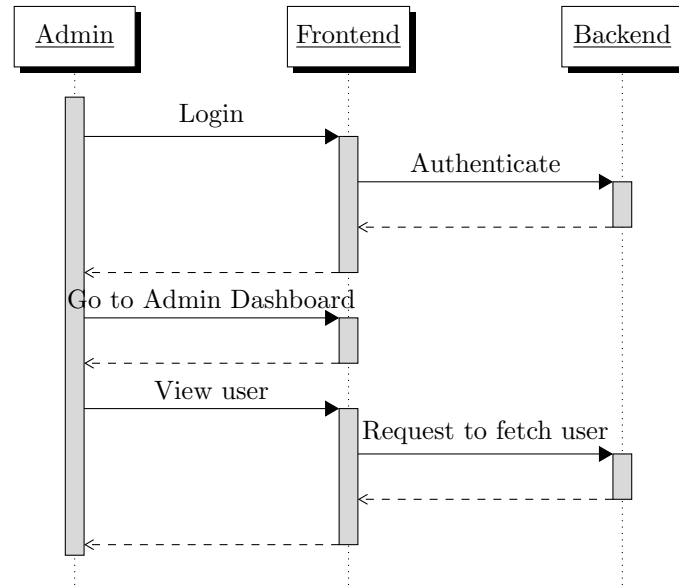 Admin
Frontend
Backend
Login
Authenticate
Go to Admin Dashboard
View user
Request to fetch user